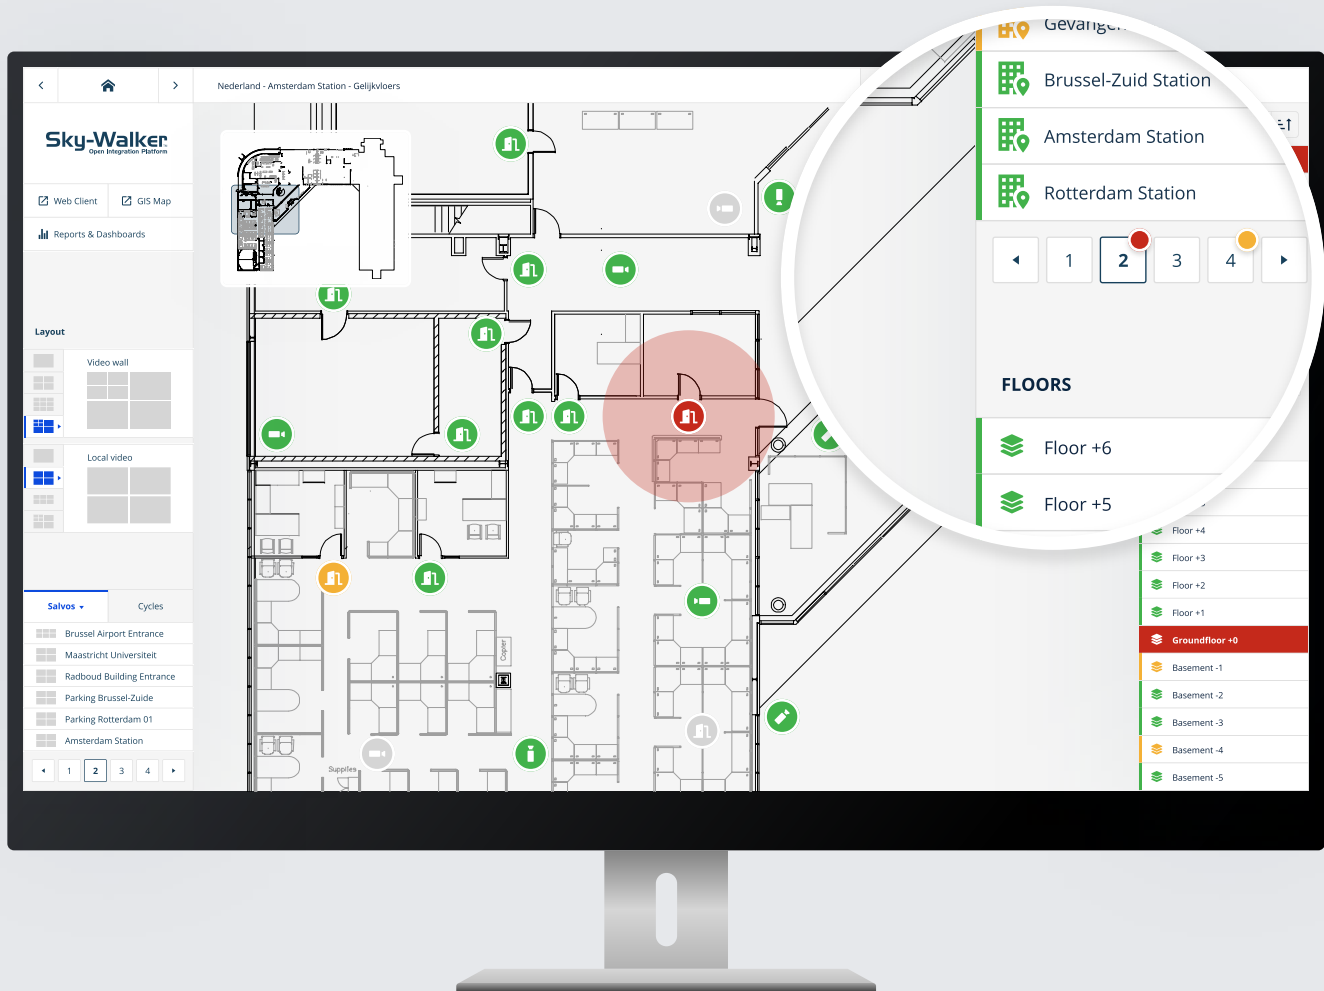 Nederland - Amsterdam Station - Gelijkvloers
Sky-Walker
Open Integration Platform
Web Client
GIS Map
Reports & Dashboards
Layout
Video wall
Local video
Salvos
Cycles
Brussel Airport Entrance
Maastricht Universiteit
Radboud Building Entrance
Parking Brussel-Zuide
Parking Rotterdam 01
Amsterdam Station
1 2 3 4
Copier
Supplies
Brussel-Zuid Station
Amsterdam Station
Rotterdam Station
1 2 3 4
FLOORS
Floor +6
Floor +5
Floor +4
Floor +3
Floor +2
Floor +1
Groundfloor +0
Basement -1
Basement -2
Basement -3
Basement -4
Basement -5